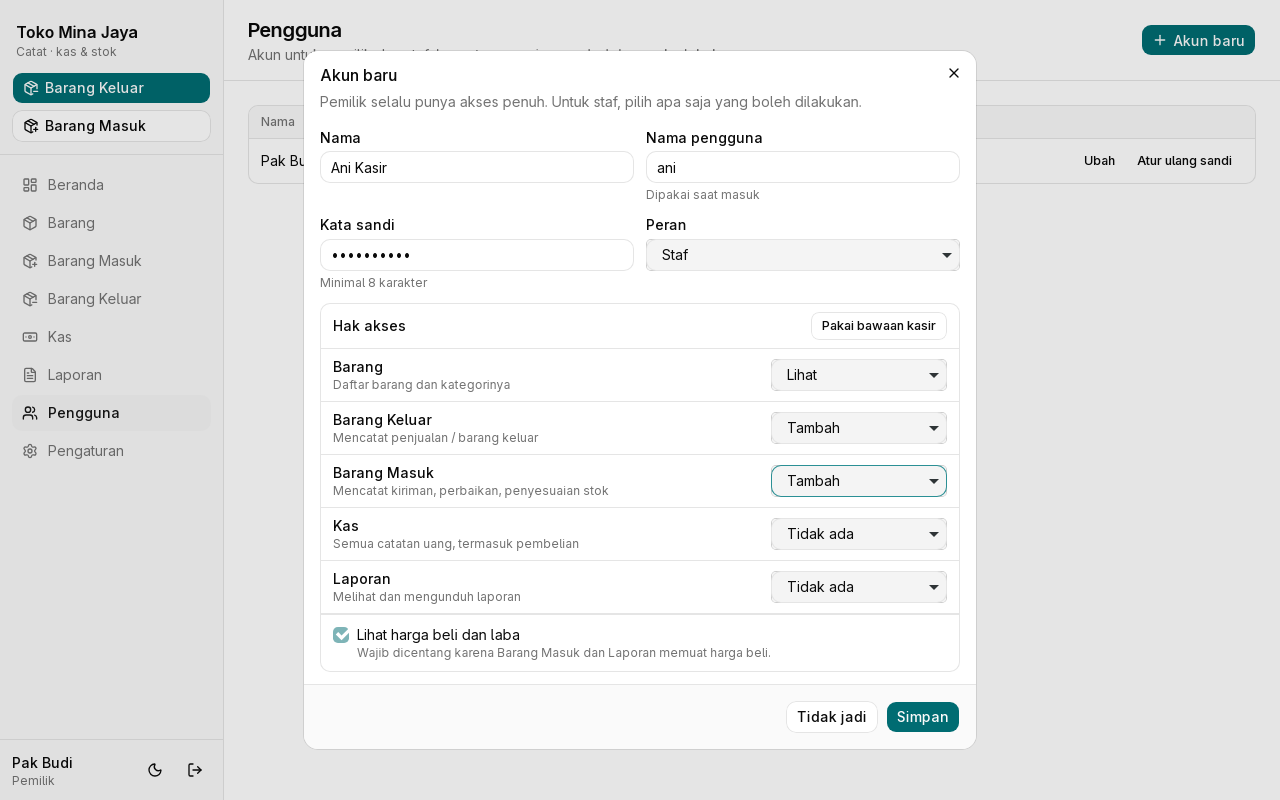 Toko Mina Jaya
Catat · kas & stok
Barang Keluar
Barang Masuk
Beranda
Barang
Barang Masuk
Barang Keluar
Kas
Laporan
Pengguna
Pengaturan
Pak Budi
Pemilik
Pengguna
Akun
Akun baru
Nama
Pak Bu
Ubah
Atur ulang sandi
Akun baru
Pemilik selalu punya akses penuh. Untuk staf, pilih apa saja yang boleh dilakukan.
Nama
Nama pengguna
Ani Kasir
ani
Dipakai saat masuk
Kata sandi
Peran
••••••••••
Staf
Minimal 8 karakter
Hak akses
Pakai bawaan kasir
Barang
Daftar barang dan kategorinya
Lihat
Barang Keluar
Mencatat penjualan / barang keluar
Tambah
Barang Masuk
Mencatat kiriman, perbaikan, penyesuaian stok
Tambah
Kas
Semua catatan uang, termasuk pembelian
Tidak ada
Laporan
Melihat dan mengunduh laporan
Tidak ada
Lihat harga beli dan laba
Wajib dicentang karena Barang Masuk dan Laporan memuat harga beli.
Tidak jadi
Simpan